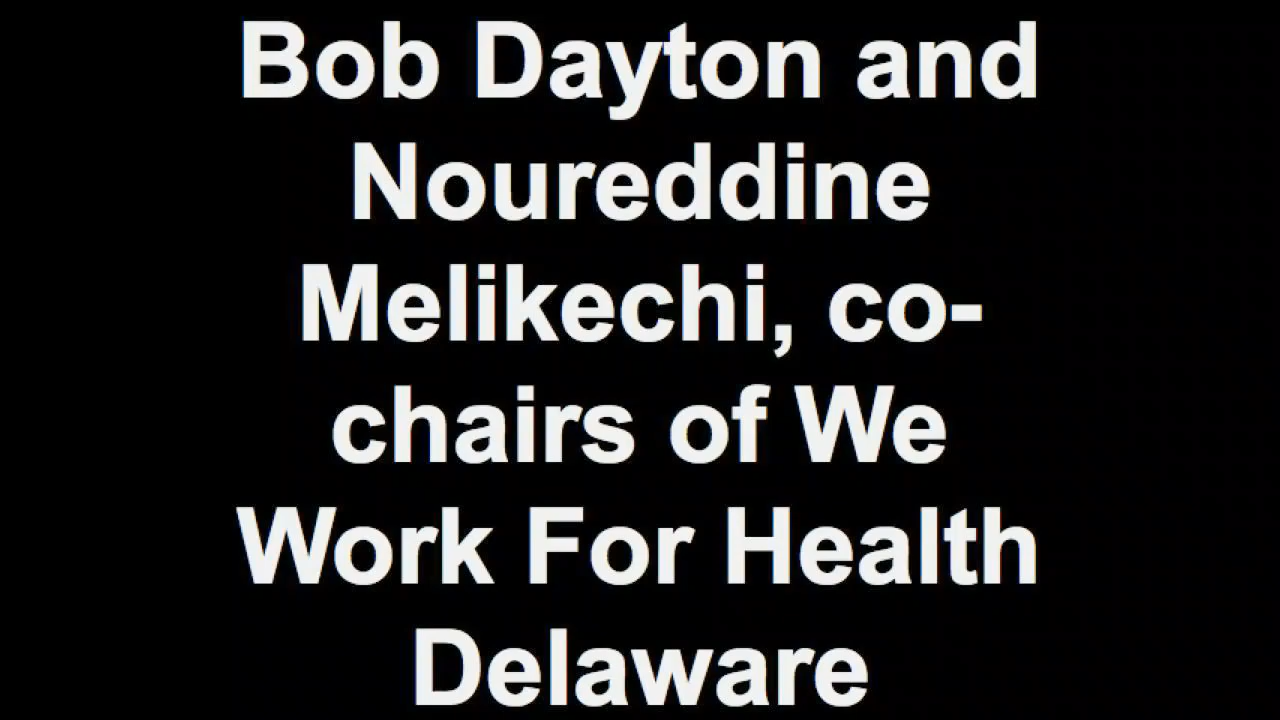 Bob Dayton and
Noureddine
Melikechi, co-
chairs of We
Work For Health
Delaware